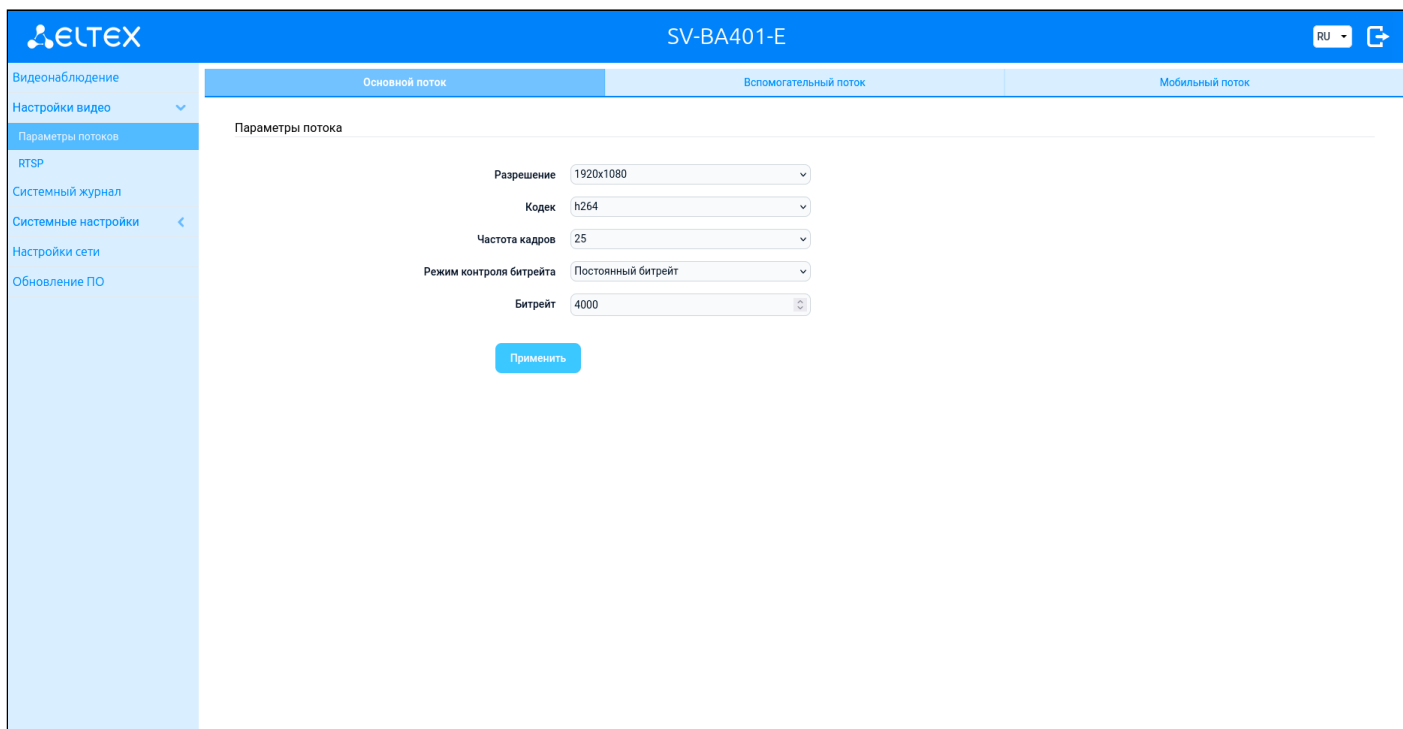 ELTEX
SV-BA401-E
RU
Видеонаблюдение
Настройки видео
Параметры потоков
RTSP
Системный журнал
Системные настройки
Настройки сети
Обновление ПО
Основной поток
Вспомогательный поток
Мобильный поток
Параметры потока
Разрешение 1920x1080
Кодек h264
Частота кадров 25
Режим контроля битрейта Постоянный битрейт
Битрейт 4000
Применить